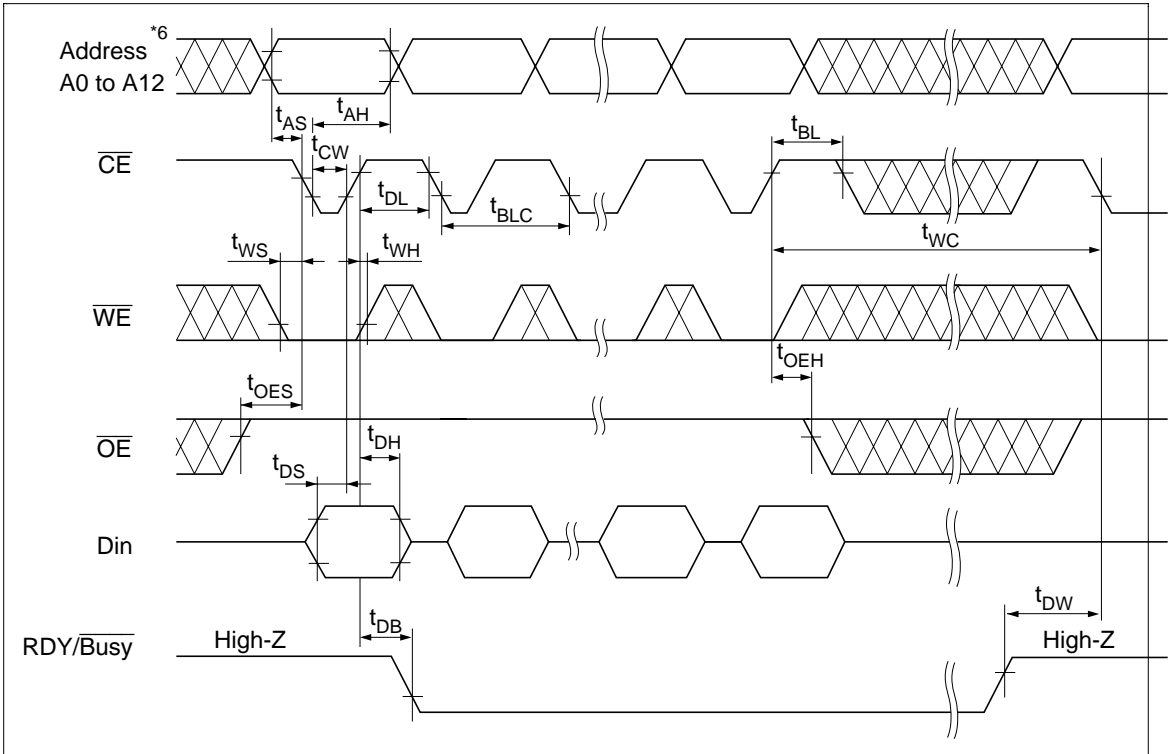 Address *6
A0 to A12
tAS
tAH
tBL
CE
tCW
tDL
tBLC
tWC
tWS
tWH
WE
tOEH
tOES
OE
tDH
tDS
Din
tDB
tDW
RDY/Busy
High-Z
High-Z